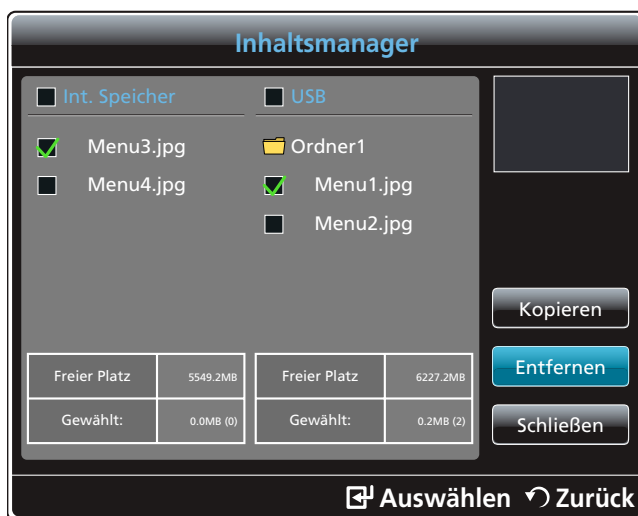 Inhaltsmanager
Int. Speicher
USB
Menu3.jpg
Ordner1
Menu4.jpg
Menu1.jpg
Menu2.jpg
Kopieren
Freier Platz 5549.2MB
Freier Platz 6227.2MB
Entfernen
Gewählt: 0.0MB (0)
Gewählt: 0.2MB (2)
Schließen
Auswählen Zurück